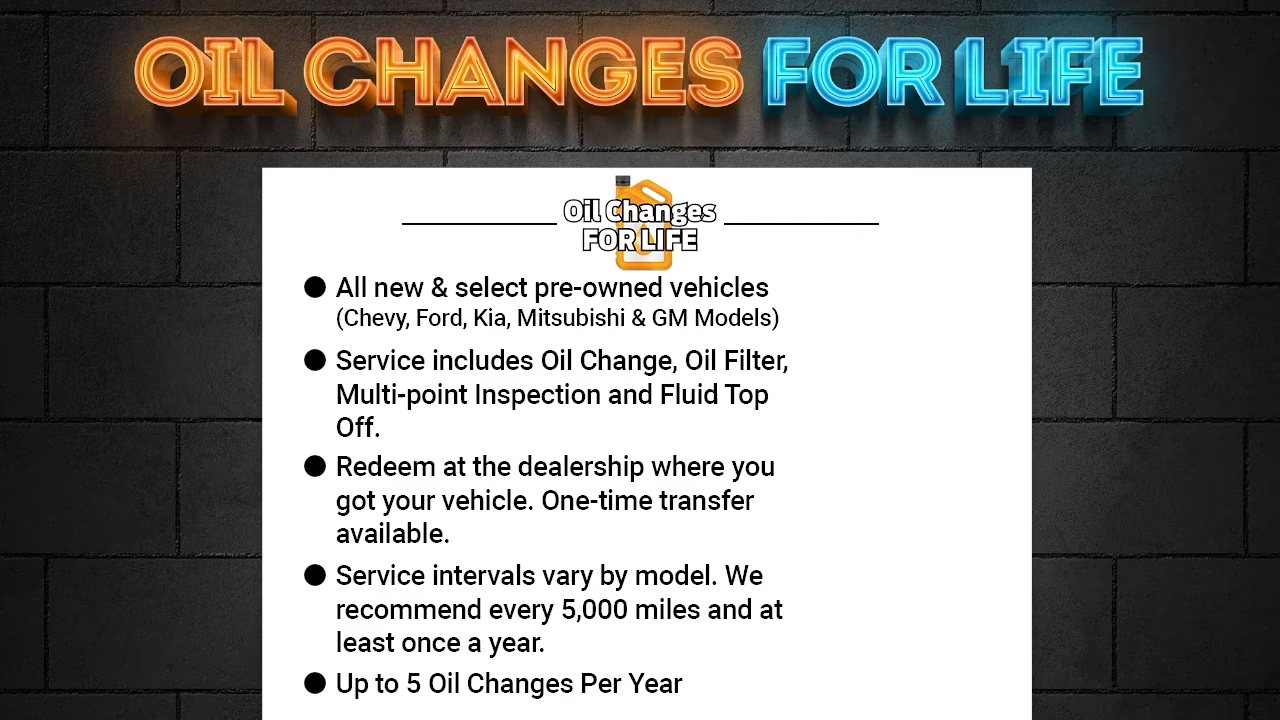 OIL CHANGES FOR LIFE
Oil Changes
FOR LIFE
● All new & select pre-owned vehicles
(Chevy, Ford, Kia, Mitsubishi & GM Models)
● Service includes Oil Change, Oil Filter,
Multi-point Inspection and Fluid Top
Off.
● Redeem at the dealership where you
got your vehicle. One-time transfer
available.
● Service intervals vary by model. We
recommend every 5,000 miles and at
least once a year.
● Up to 5 Oil Changes Per Year